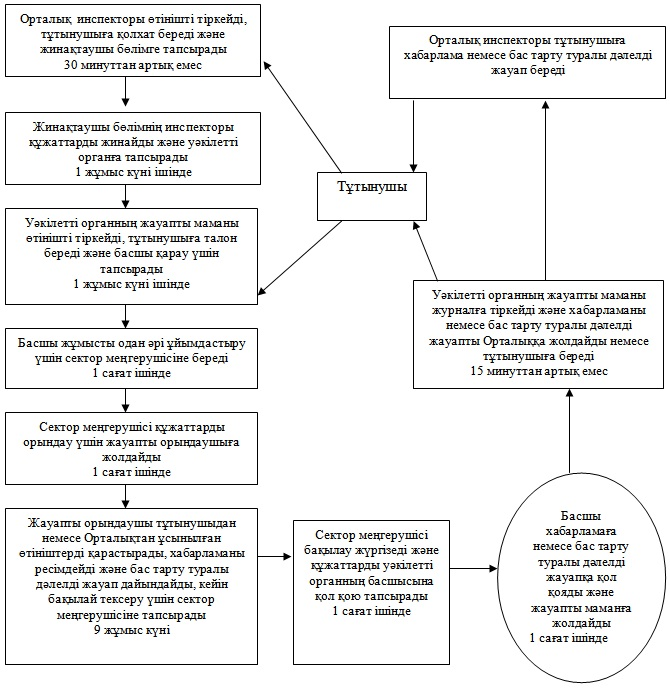 Орталық инспекторы өтінішті тіркейді,
тұтынушыға қолхат береді және
жинақтаушы бөлімге тапсырады
30 минуттан артық емес
Жинақтаушы бөлімнің инспекторы
құжаттарды жинайды және уәкілетті
органға тапсырады
1 жұмыс күні ішінде
Уәкілетті органның жауапты маманы
өтінішті тіркейді, тұтынушыға талон
береді және басшы қарау үшін
тапсырады
1 жұмыс күні ішінде
Басшы жұмысты одан әрі ұйымдастыру
үшін сектор меңгерушісіне береді
1 сағат ішінде
Сектор меңгерушісі құжаттарды
орындау үшін жауапты орындаушыға
жолдайды
1 сағат ішінде
Жауапты орындаушы тұтынушыдан
немесе Орталықтан ұсынылған
өтініштерді қарастырады, хабарламаны
ресімдейді және бас тарту туралы
дәлелді жауап дайындайды, кейін
бақылай тексеру үшін сектор
меңгерушісіне тапсырады
9 жұмыс күні
Сектор меңгерушісі
бақылау жүргізеді және
құжаттарды уәкілетті
органның басшысына
қол қою тапсырады
1 сағат ішінде
Басшы
хабарламаға
немесе бас тарту
туралы дәлелді
жауапқа қол
қояды және
жауапты маманға
жолдайды
1 сағат ішінде
Уәкілетті органның жауапты маманы
журналға тіркейді және хабарламаны
немесе бас тарту туралы дәлелді
жауапты Орталыққа жолдайды немесе
тұтынушыға береді
15 минуттан артық емес
Тұтынушы
Орталық инспекторы тұтынушыға
хабарлама немесе бас тарту туралы дәлелді
жауап береді